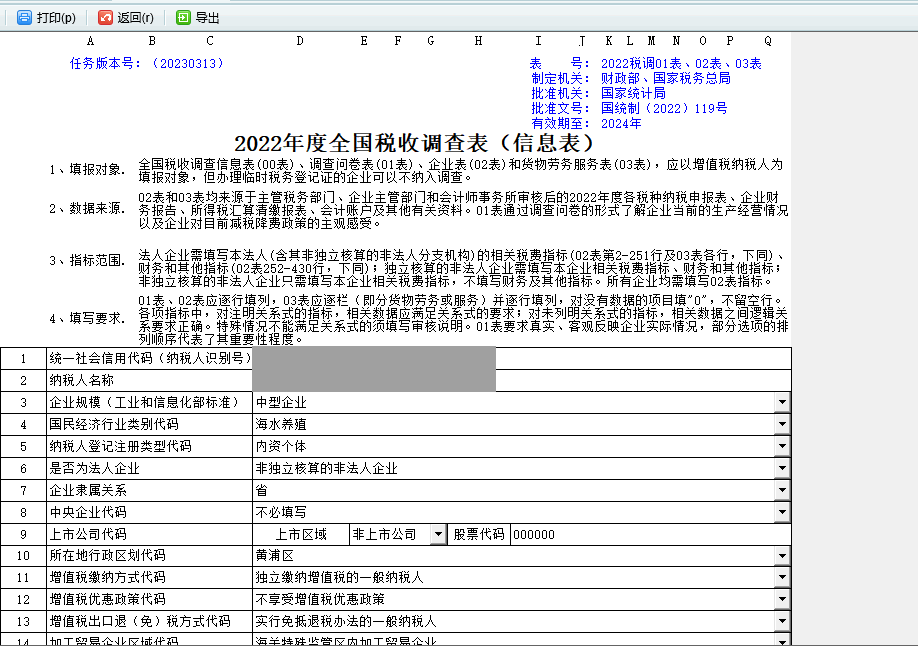 打印(p) 返回(r) 导出
A B C D E F G H I J K L M N O P Q
任务版本号：（20230313）
表 号： 2022税调01表、02表、03表
制定机关： 财政部、国家税务总局
批准机关： 国家统计局
批准文号： 国统制（2022）119号
有效期至： 2024年
2022年度全国税收调查表（信息表）
1、填报对象. 全国税收调查信息表(00表)、调查问卷表(01表)、企业表(02表)和货物劳务服务表(03表)，应以增值税纳税人为
填报对象，但办理临时税务登记证的企业可以不纳入调查。
2、数据来源. 02表和03表均来源于主管税务部门、企业主管部门和会计师事务所审核后的2022年度各税种纳税申报表、企业财
务报告、所得税汇算清缴报表、会计账户及其他有关资料。01表通过调查问卷的形式了解企业当前的生产经营情况
以及企业对目前减税降费政策的主观感受。
3、指标范围. 法人企业需填写本法人(含其非独立核算的非法人分支机构)的相关税费指标(02表第2-251行及03表各行，下同)、
财务和其他指标(02表252-430行，下同)；独立核算的非法人企业需填写本企业相关税费指标、财务和其他指标；
非独立核算的非法人企业只需填写本企业相关税费指标，不填写财务及其他指标。所有企业均需填写02表指标。
4、填写要求. 01表、02表应逐行填列，03表应逐栏（即分货物劳务或服务）并逐行填列，对没有数据的项目填"0"，不留空行。
各项指标中，对注明关系式的指标，相关数据应满足关系式的要求；对未列明关系式的指标，相关数据之间逻辑关
系要求正确。特殊情况不能满足关系式的须填写审核说明。01表要求真实、客观反映企业实际情况，部分选项的排
列顺序代表了其重要性程度。
1 统一社会信用代码（纳税人识别号）
2 纳税人名称
3 企业规模（工业和信息化部标准） 中型企业
4 国民经济行业类别代码 海水养殖
5 纳税人登记注册类型代码 内资个体
6 是否为法人企业 非独立核算的非法人企业
7 企业隶属关系 省
8 中央企业代码 不必填写
9 上市公司代码 上市区域 非上市公司 股票代码 000000
10 所在地行政区划代码 黄浦区
11 增值税缴纳方式代码 独立缴纳增值税的一般纳税人
12 增值税优惠政策代码 不享受增值税优惠政策
13 增值税出口退（免）税方式代码 实行免抵退税办法的一般纳税人
14 加工贸易企业区域代码 海关特殊监管区内加工贸易企业